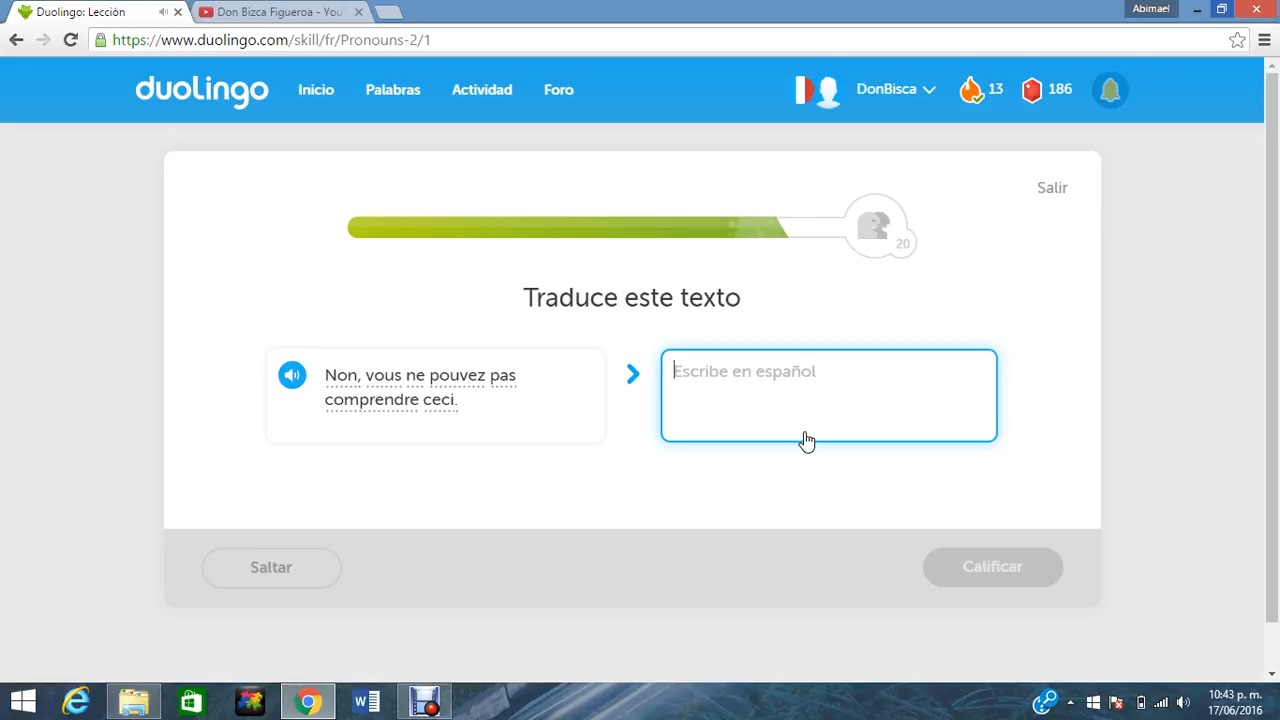 Duolingo: Lección
Don Bizca Figueroa - You
Abimael
https://www.duolingo.com/skill/fr/Pronouns-2/1
duolingo
Inicio
Palabras
Actividad
Foro
DonBisca
13
186
Salir
20
Traduce este texto
Non, vous ne pouvez pas
comprendre ceci.
Escribe en español
Saltar
Calificar
10:43 p. m.
17/06/2016